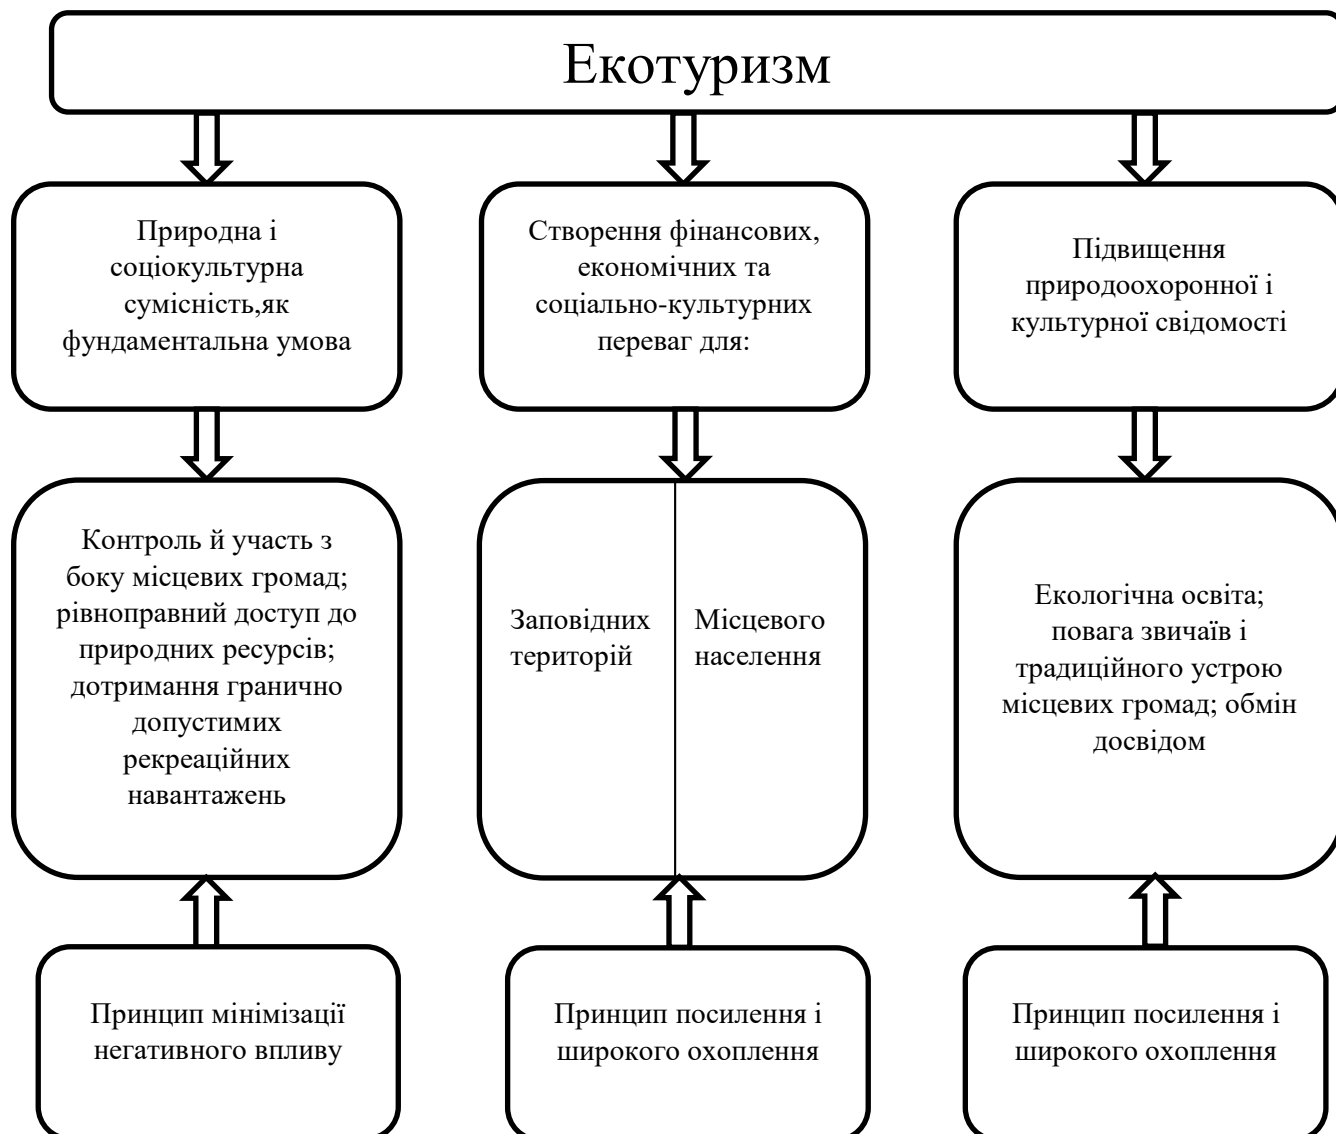 Екотуризм
Природна і
соціокультурна
сумісність,як
фундаментальна умова
Створення фінансових,
економічних та
соціально-культурних
переваг для:
Підвищення
природоохоронної і
культурної свідомості
Контроль й участь з
боку місцевих громад;
рівноправний доступ до
природних ресурсів;
дотримання гранично
допустимих
рекреаційних
навантажень
Заповідних
територій
Місцевого
населення
Екологічна освіта;
повага звичаїв і
традиційного устрою
місцевих громад; обмін
досвідом
Принцип мінімізації
негативного впливу
Принцип посилення і
широкого охоплення
Принцип посилення і
широкого охоплення